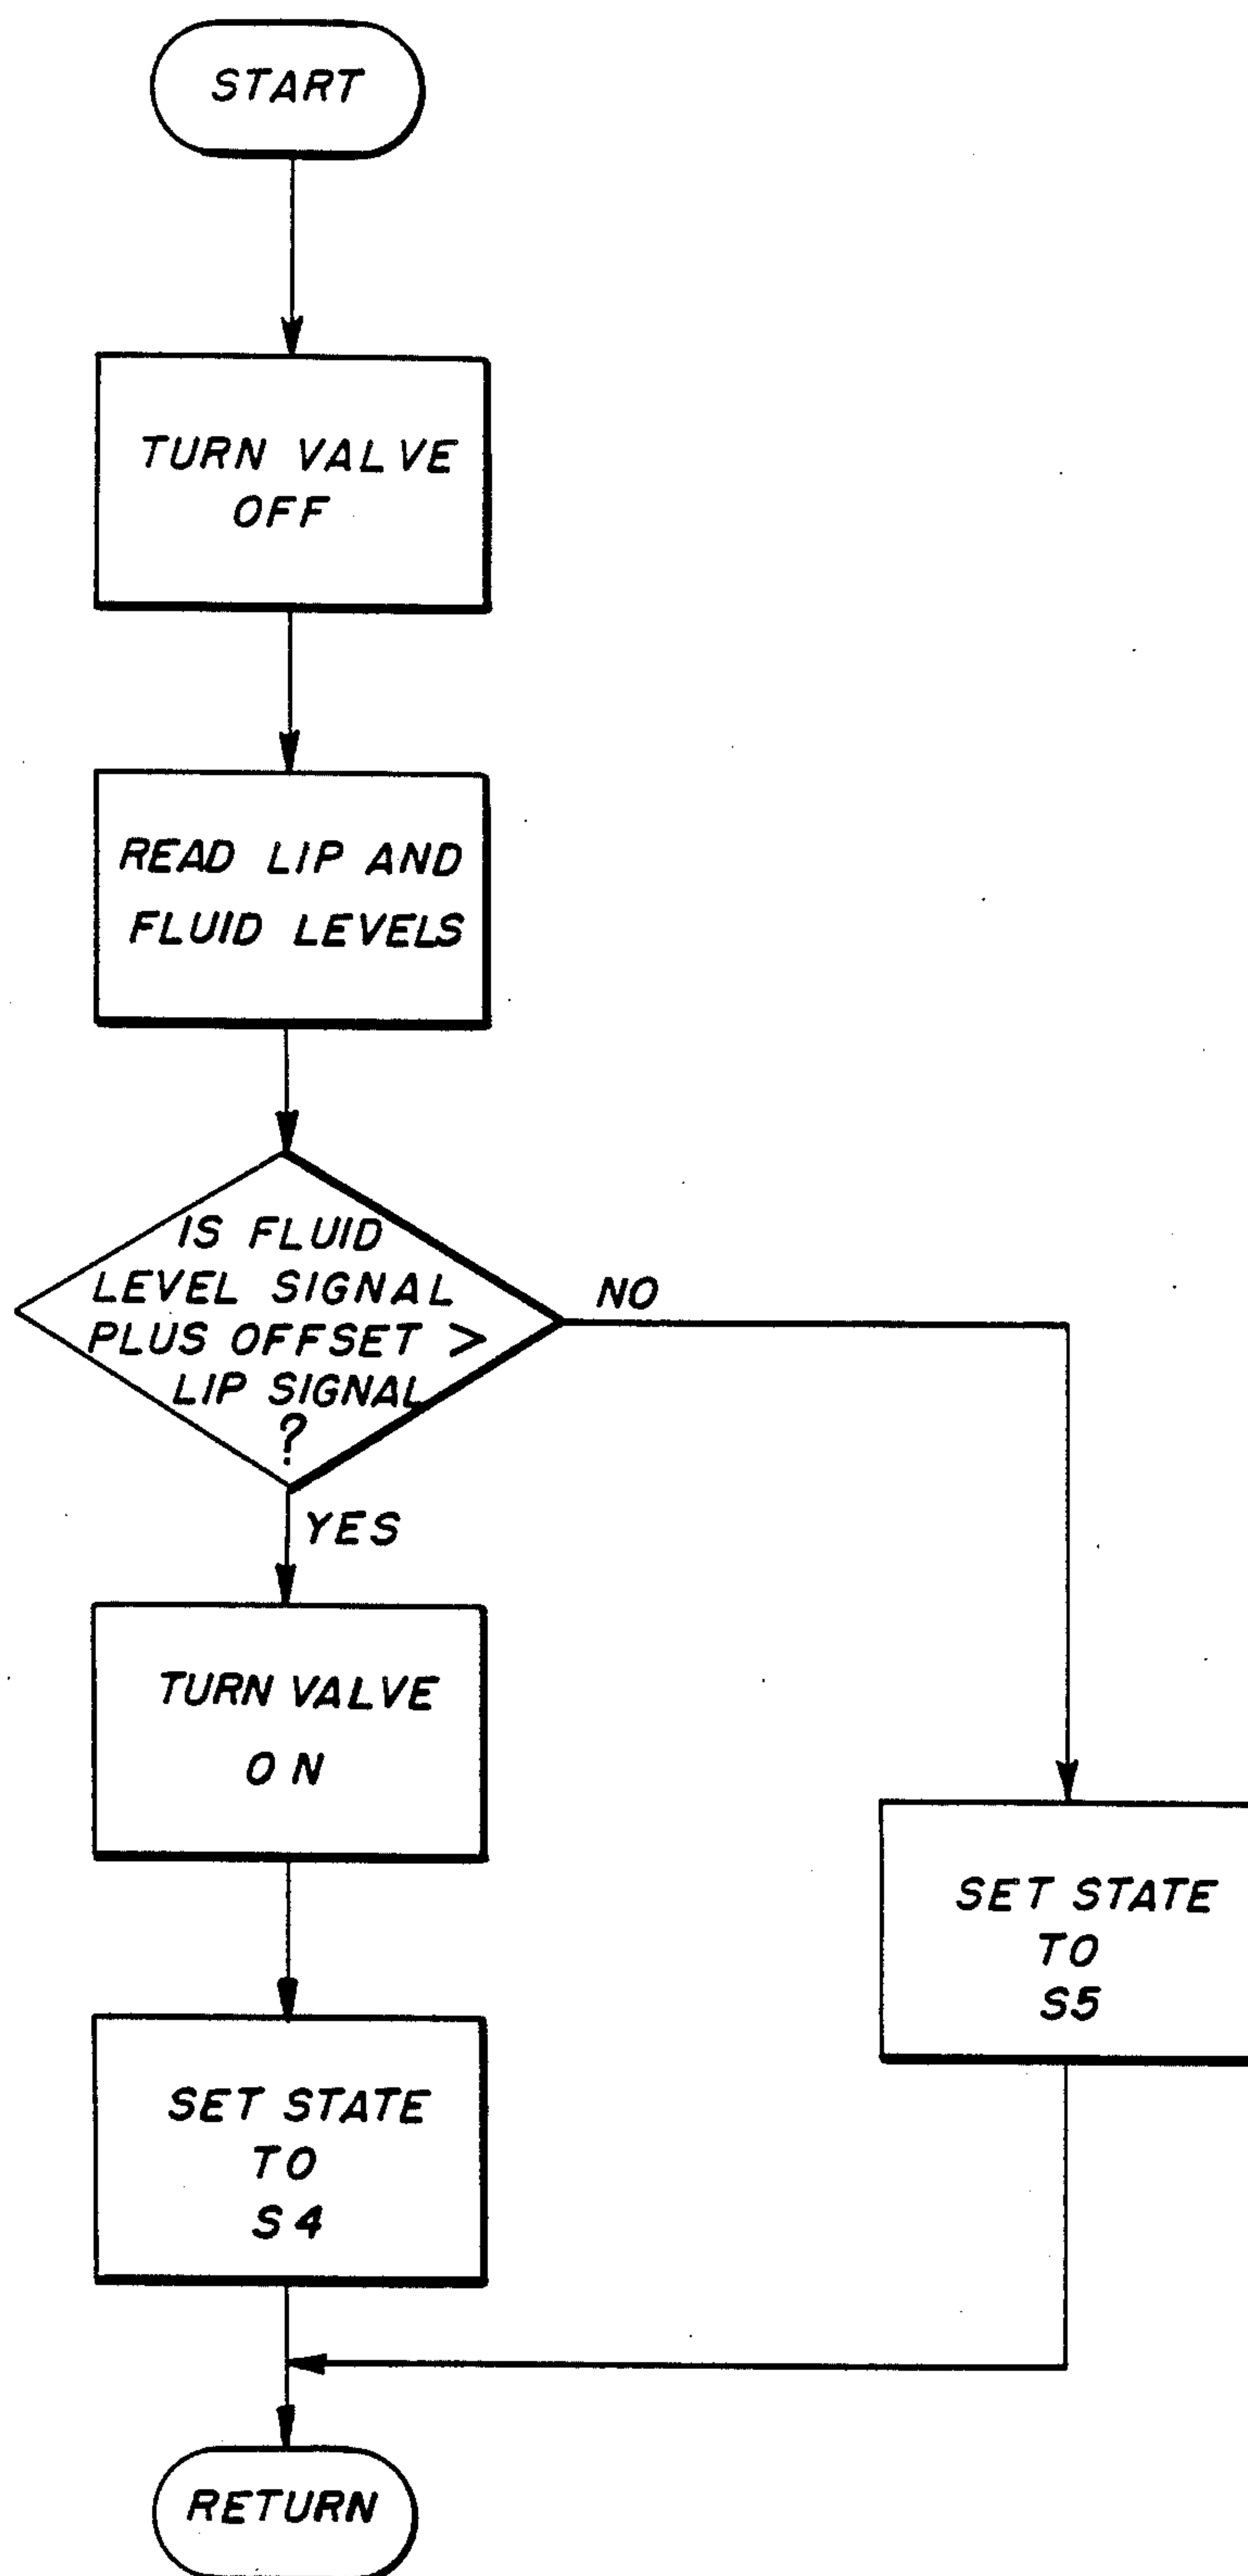 START
TURN VALVE
OFF
READ LIP AND
FLUID LEVELS
IS FLUID
LEVEL SIGNAL
PLUS OFFSET >
LIP SIGNAL
?
NO
YES
TURN VALVE
ON
SET STATE
TO
S5
SET STATE
TO
S4
RETURN